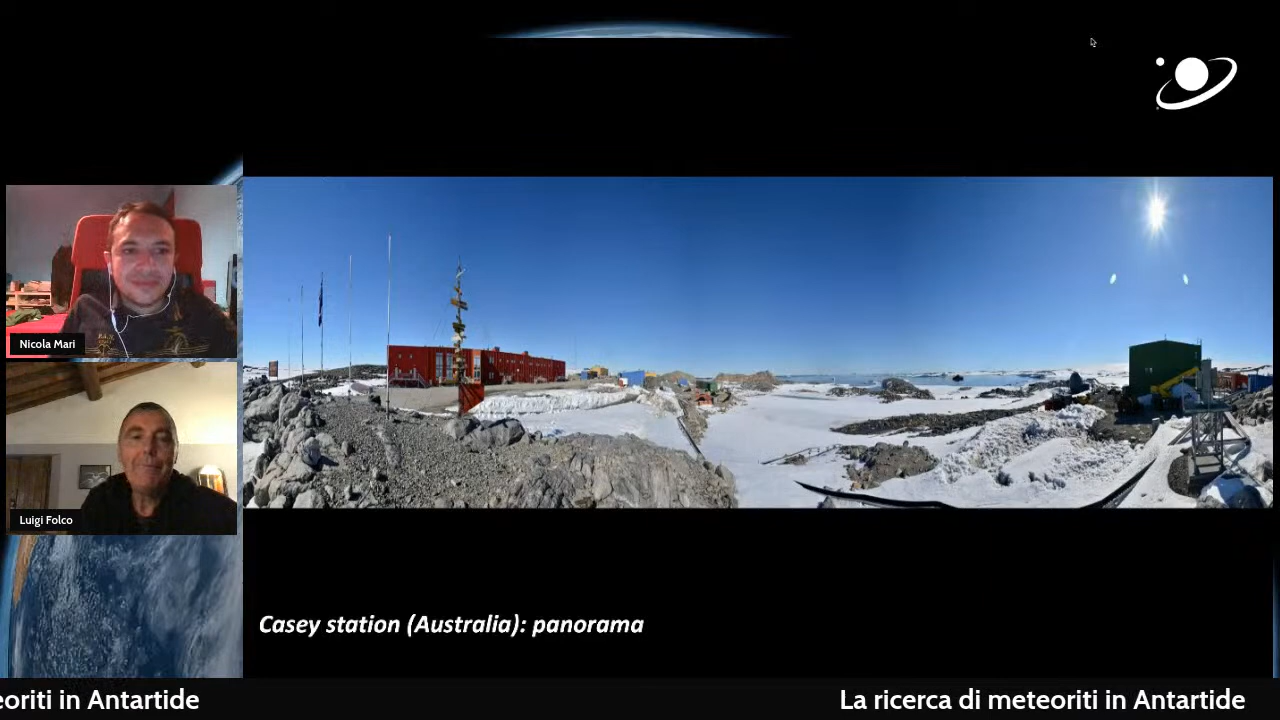 Nicola Mari
Luigi Folco
Casey station (Australia): panorama
eoriti in Antartide
La ricerca di meteoriti in Antartide